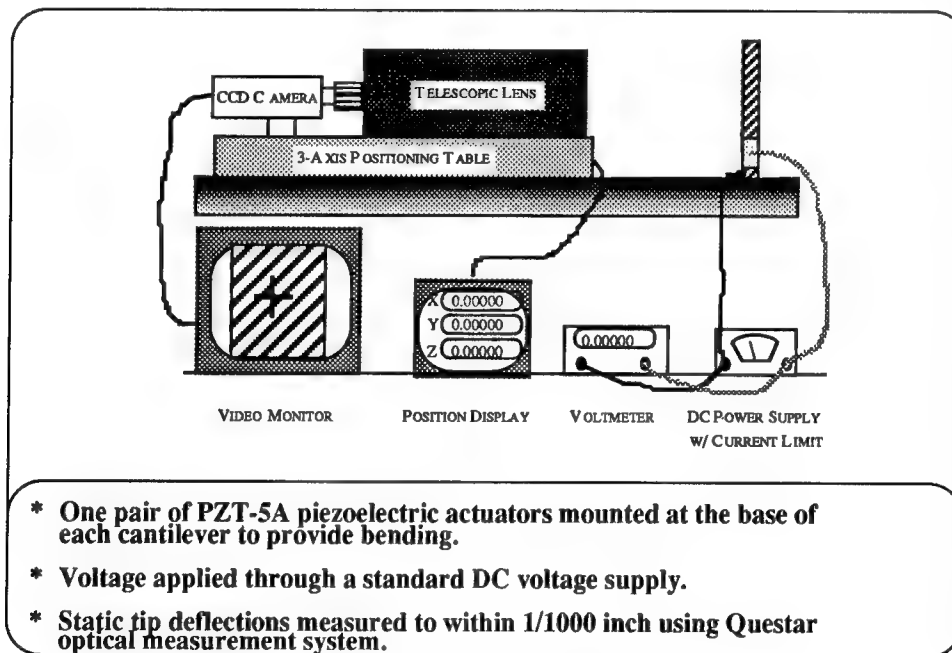 CCD CAMERA
TELESCOPIC LENS
3-AXIS POSITIONING TABLE
X 0.00000
Y 0.00000
Z 0.00000
0.00000
VIDEO MONITOR
POSITION DISPLAY
VOLTMETER
DC POWER SUPPLY
W/ CURRENT LIMIT
* One pair of PZT-5A piezoelectric actuators mounted at the base of
each cantilever to provide bending.
* Voltage applied through a standard DC voltage supply.
* Static tip deflections measured to within 1/1000 inch using Questar
optical measurement system.